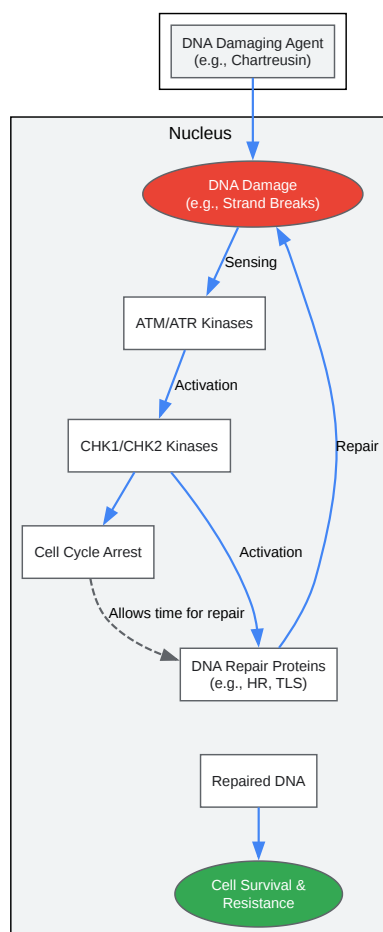 DNA Damaging Agent
(e.g., Chartreusin)
Nucleus
DNA Damage
(e.g., Strand Breaks)
Sensing
ATM/ATR Kinases
Activation
CHK1/CHK2 Kinases
Repair
Cell Cycle Arrest
Activation
Allows time for repair
DNA Repair Proteins
(e.g., HR, TLS)
Repaired DNA
Cell Survival &
Resistance